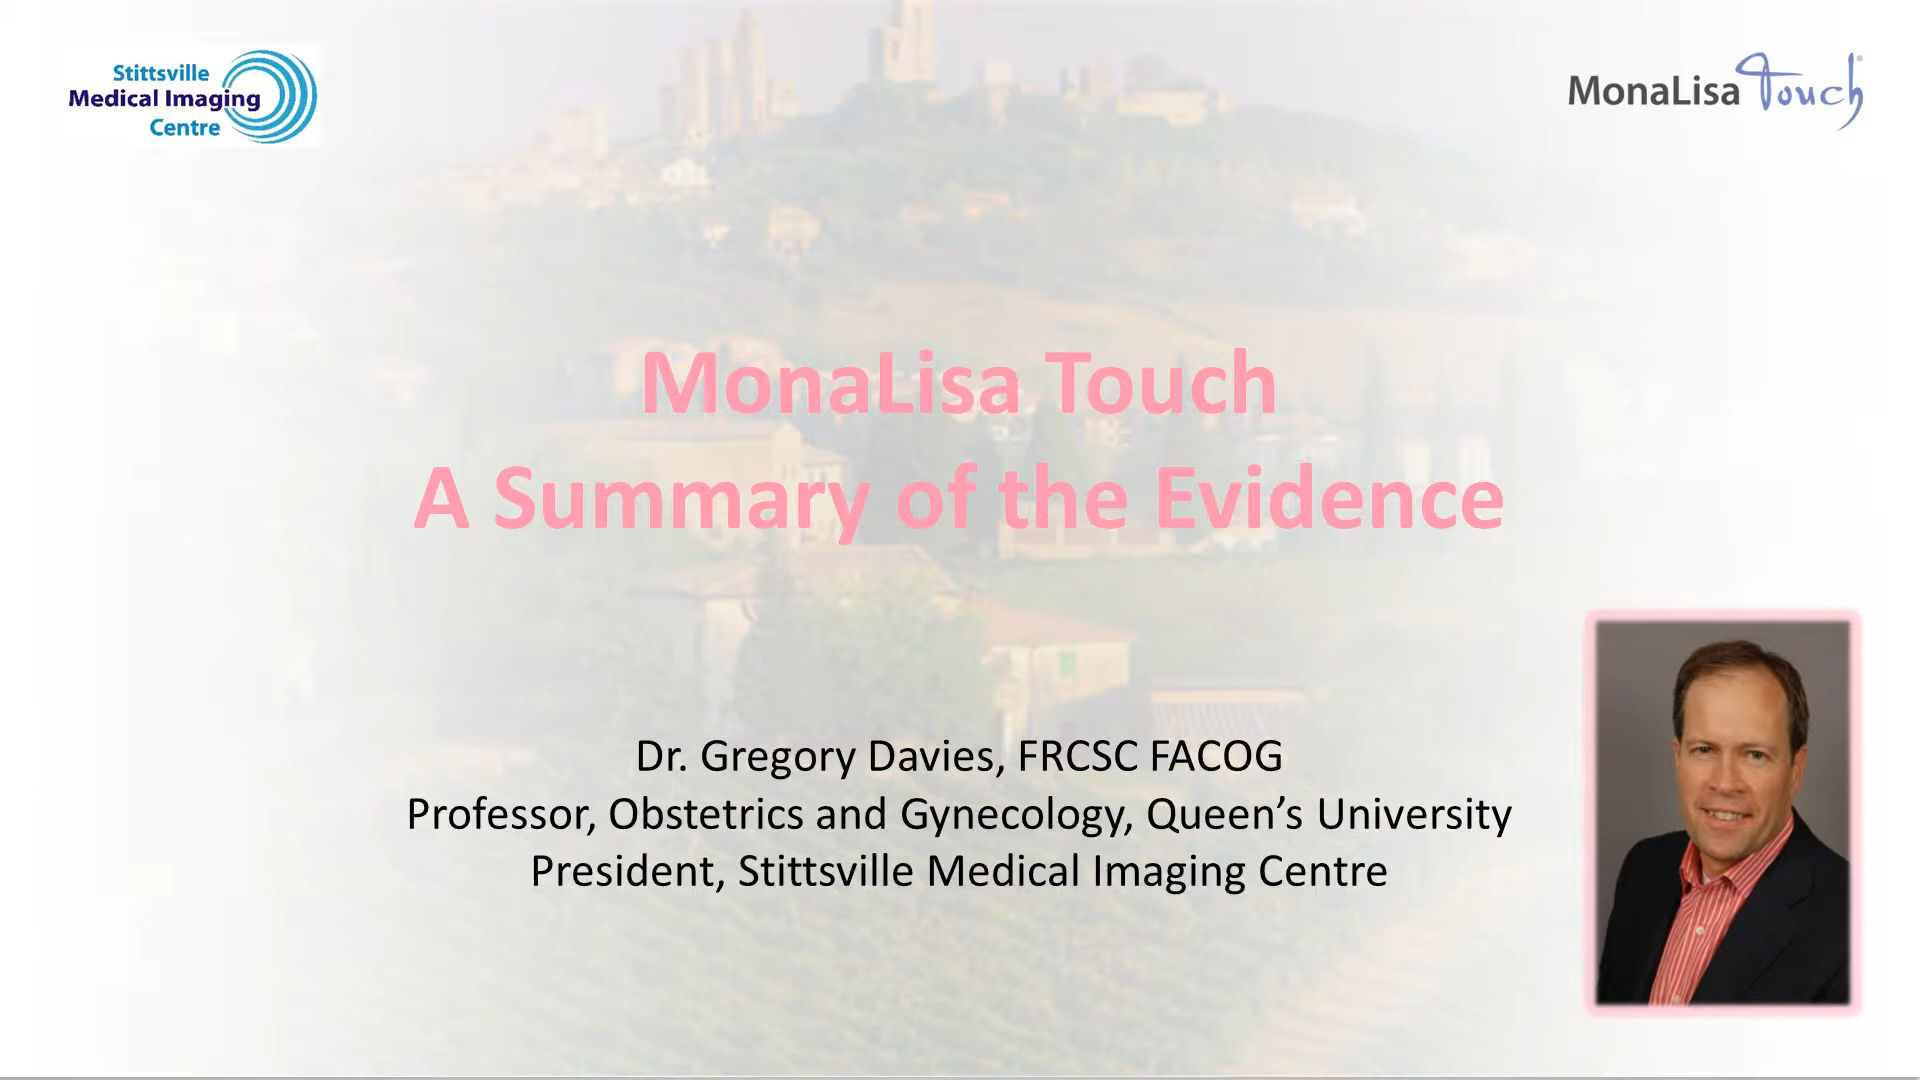 Stittsville
Medical Imaging
Centre
MonaLisa Touch®
MonaLisa Touch
A Summary of the Evidence
Dr. Gregory Davies, FRCSC FACOG
Professor, Obstetrics and Gynecology, Queen’s University
President, Stittsville Medical Imaging Centre